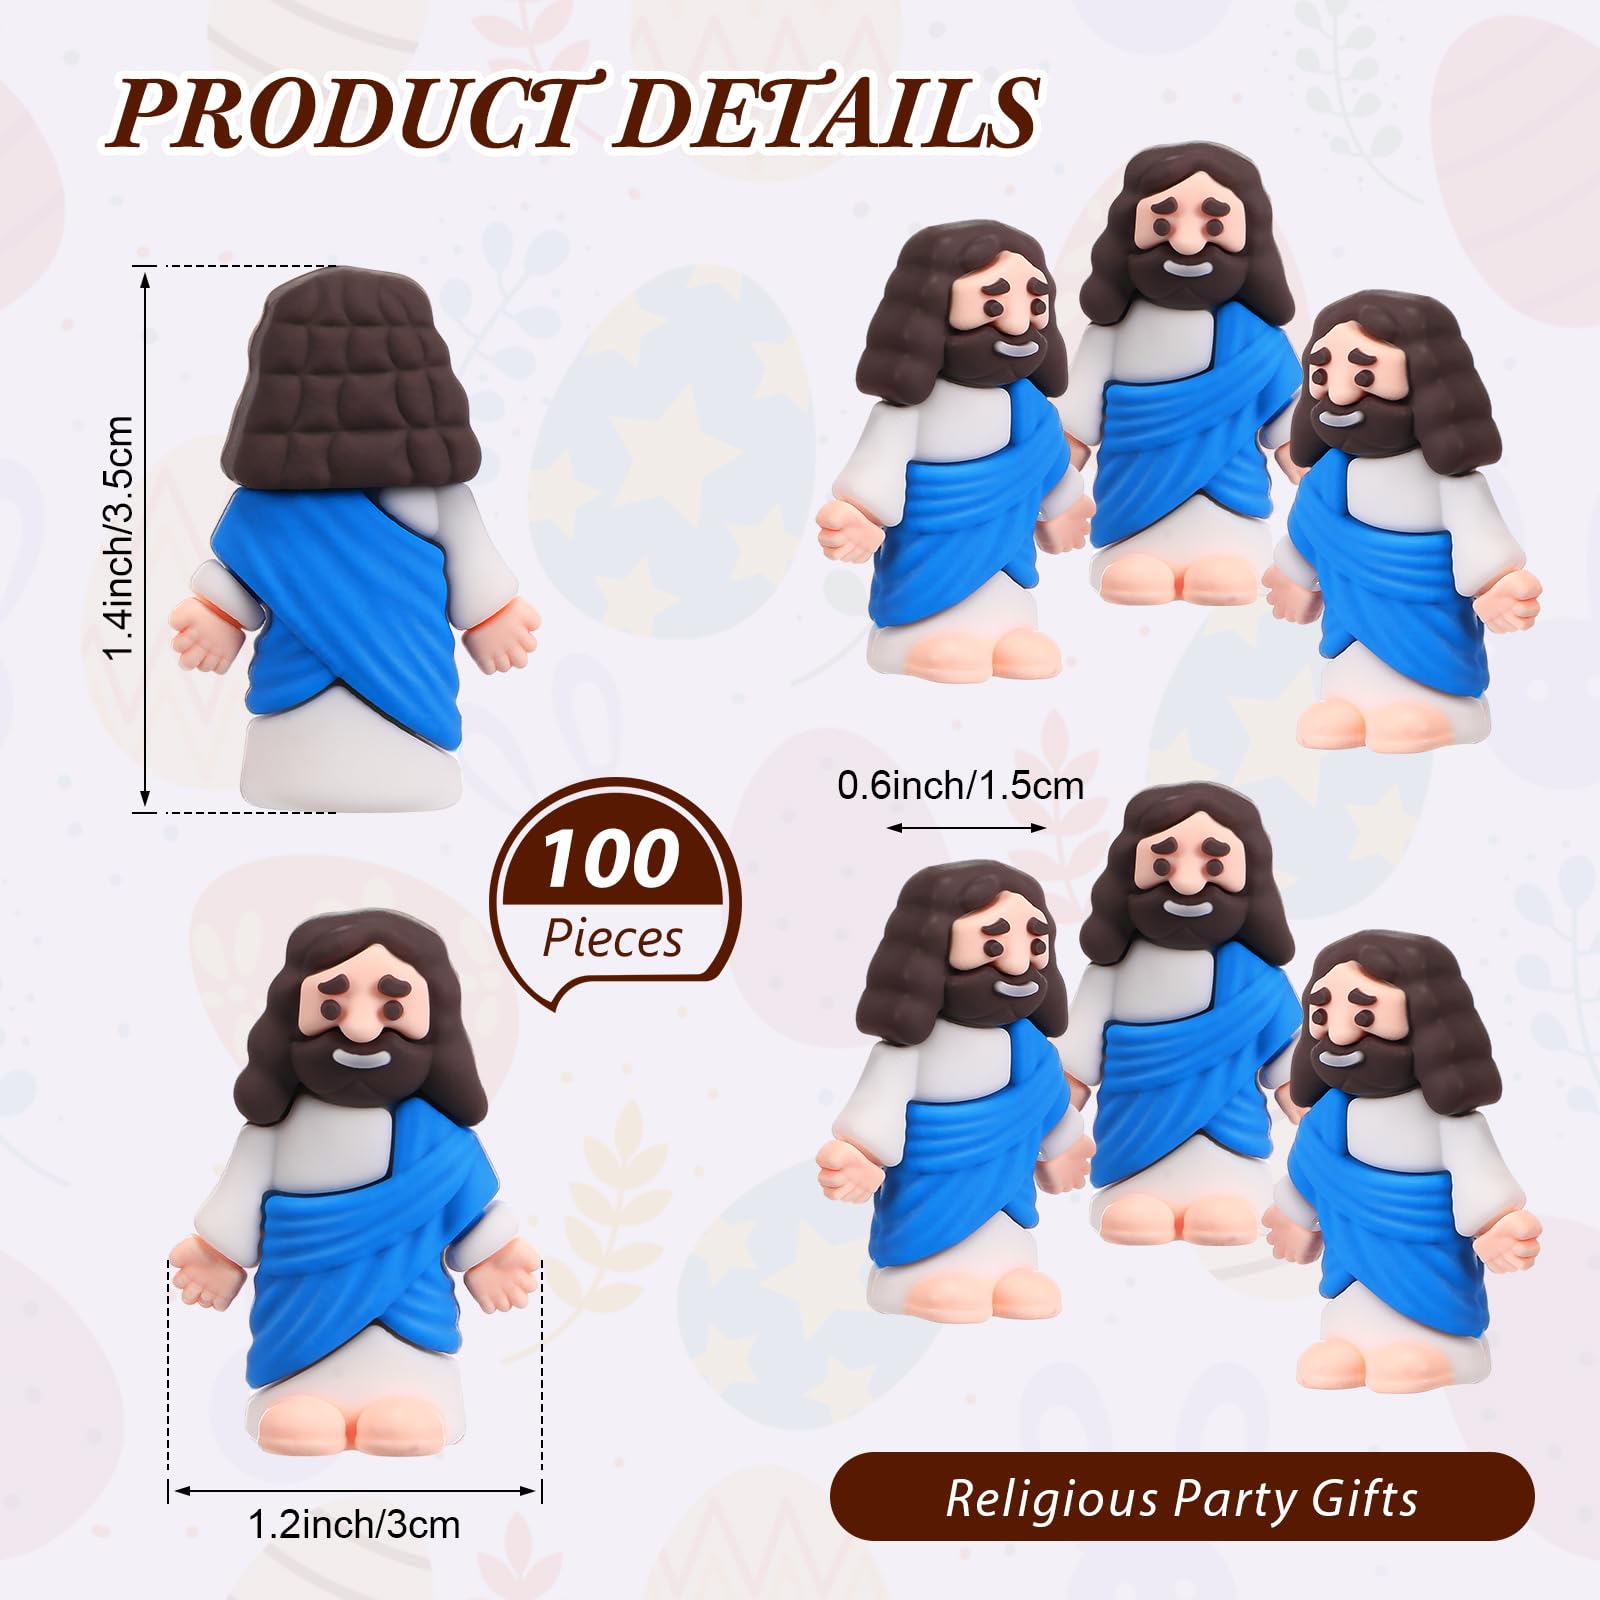 PRODUCT DETAILS
1.4inch/3.5cm
0.6inch/1.5cm
100
Pieces
1.2inch/3cm
Religious Party Gifts